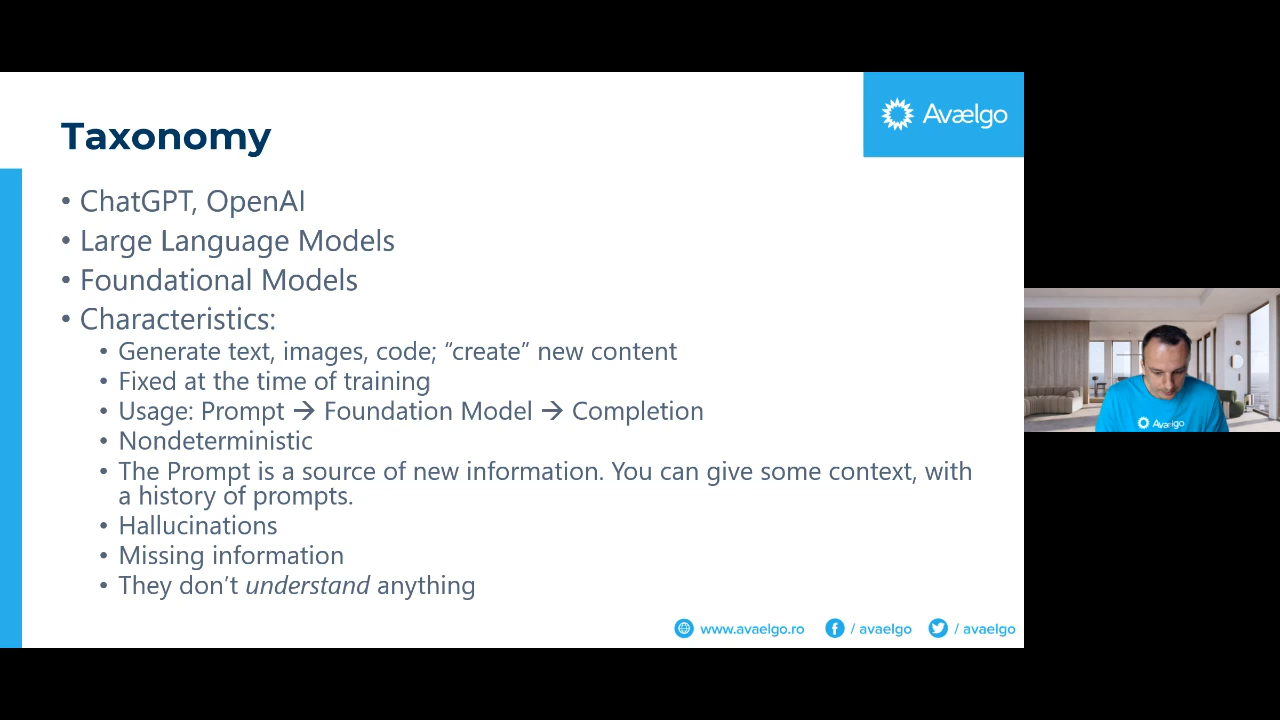 Avaelgo
Taxonomy
• ChatGPT, OpenAI
• Large Language Models
• Foundational Models
• Characteristics:
• Generate text, images, code; “create” new content
• Fixed at the time of training
• Usage: Prompt → Foundation Model → Completion
• Nondeterministic
• The Prompt is a source of new information. You can give some context, with
a history of prompts.
• Hallucinations
• Missing information
• They don’t understand anything
Avaelgo
www.avaelgo.ro / avaelgo / avaelgo